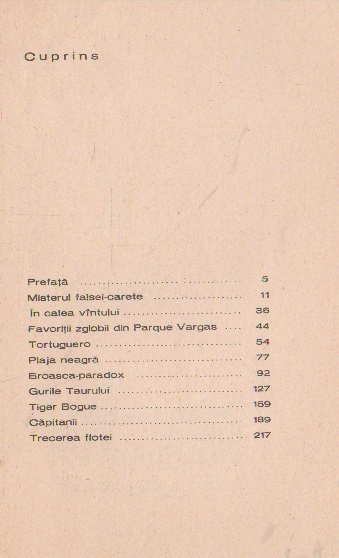 Cuprins
Prefață .......... 5
Misterul falsei-carete .......... 11
În calea vîntului .......... 36
Favoriții zglobii din Parque Vargas .... 44
Tortuguero .......... 54
Plaja neagră .......... 77
Broasca-paradox .......... 92
Gurile Taurului .......... 127
Tiger Bogue .......... 159
Căpitanii .......... 189
Trecerea flotei .......... 217